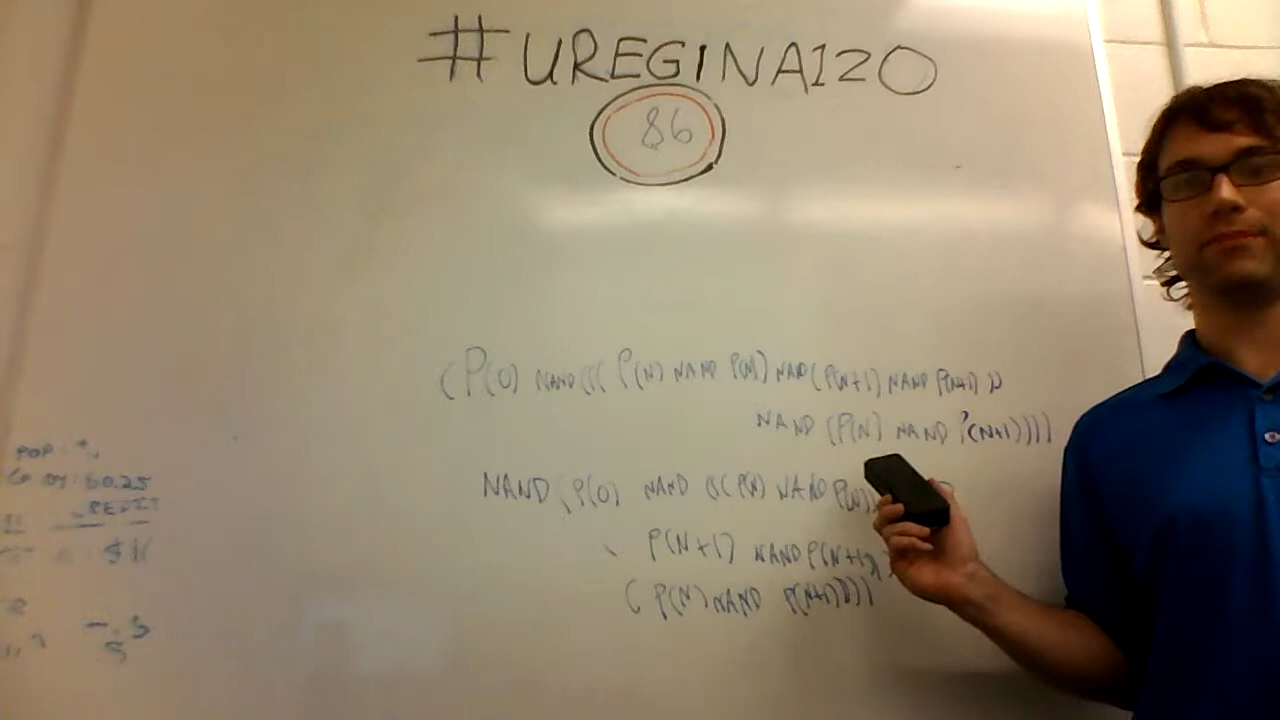 #UREGINA120
86
(P(0) NAND(((P(N) NAND P(N)) NAND (P(N+1) NAND P(N+1)))
NAND (P(N) NAND P(N+1))))
NAND (P(0) NAND (((P(N) NAND P(N))
P(N+1) NAND P(N+1))
(P(N) NAND P(N+1))))
POP: